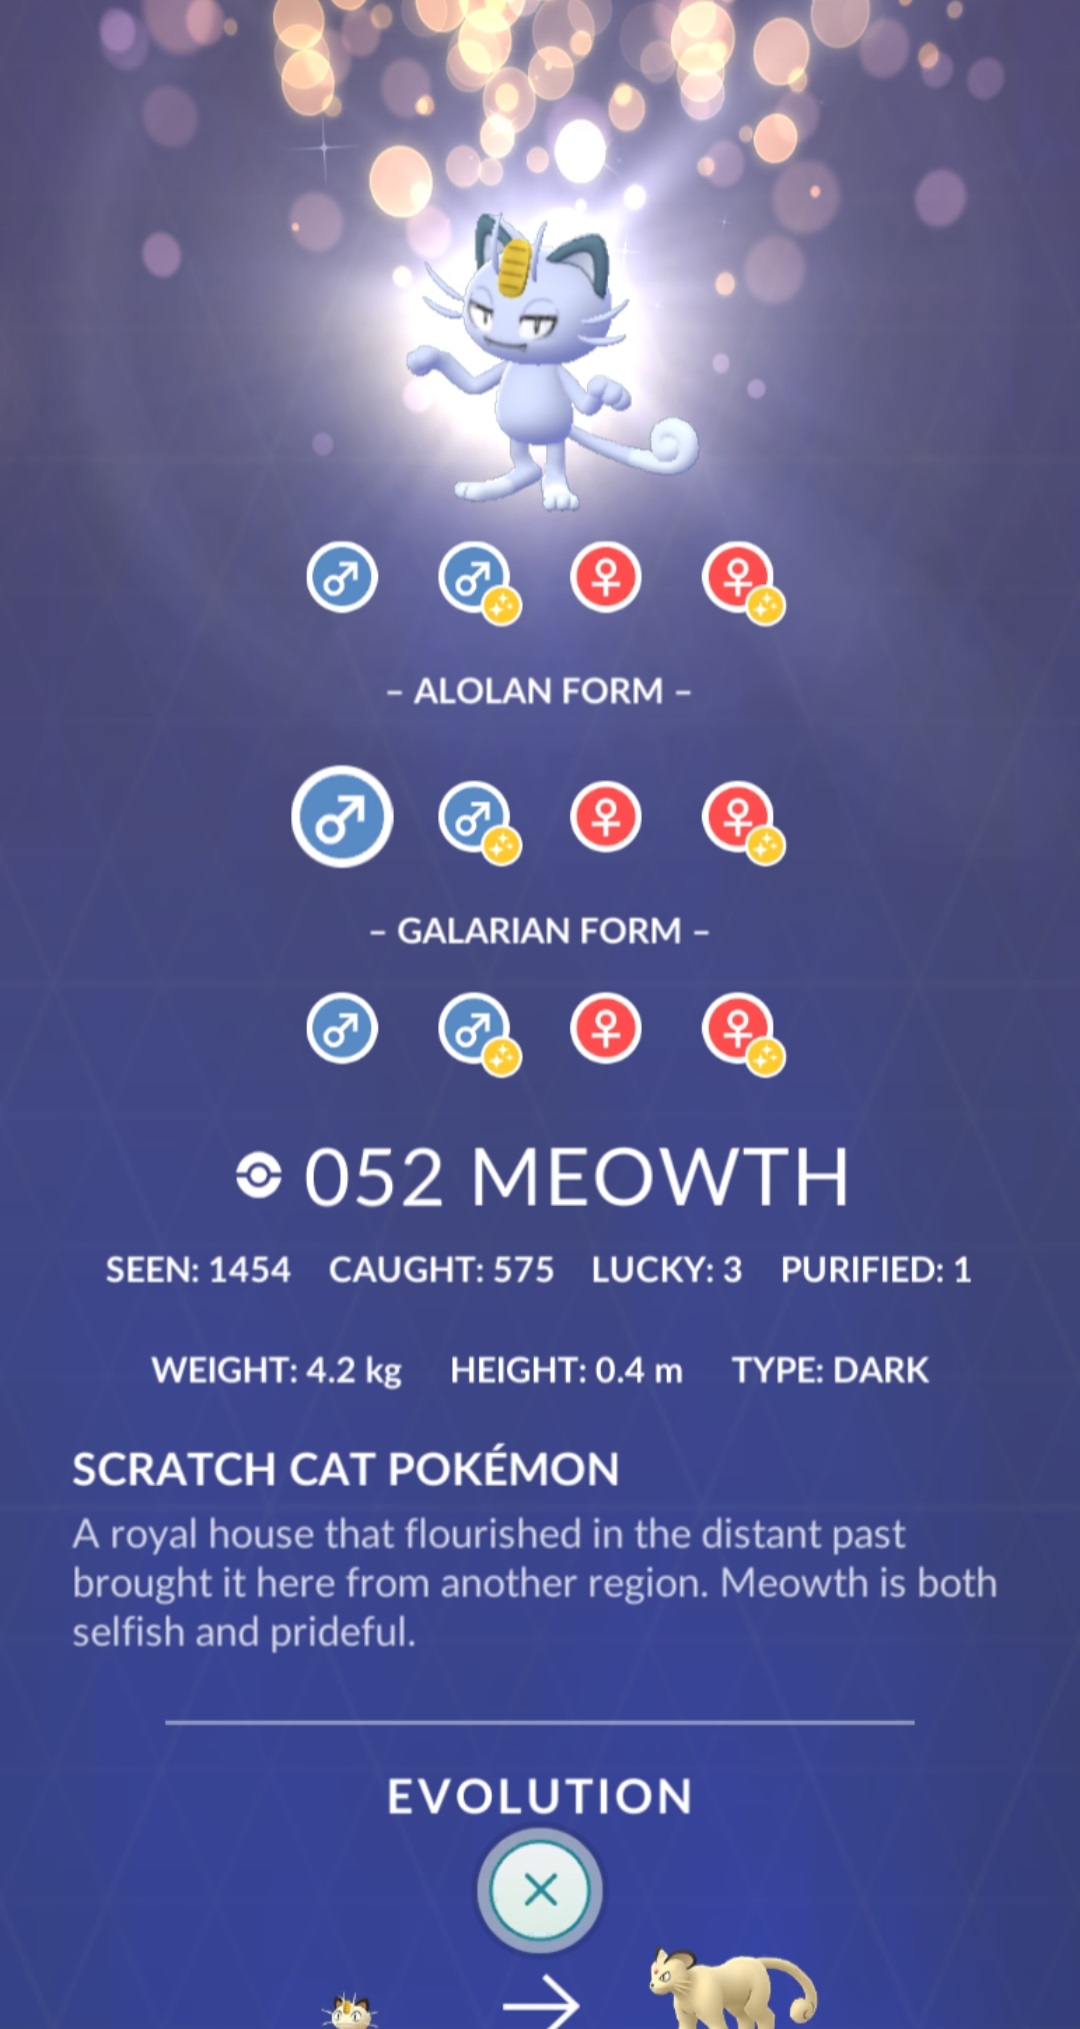 – ALOLAN FORM –
– GALARIAN FORM –
052 MEOWTH
SEEN: 1454 CAUGHT: 575 LUCKY: 3 PURIFIED: 1
WEIGHT: 4.2 kg HEIGHT: 0.4 m TYPE: DARK
SCRATCH CAT POKÉMON
A royal house that flourished in the distant past
brought it here from another region. Meowth is both
selfish and prideful.
EVOLUTION